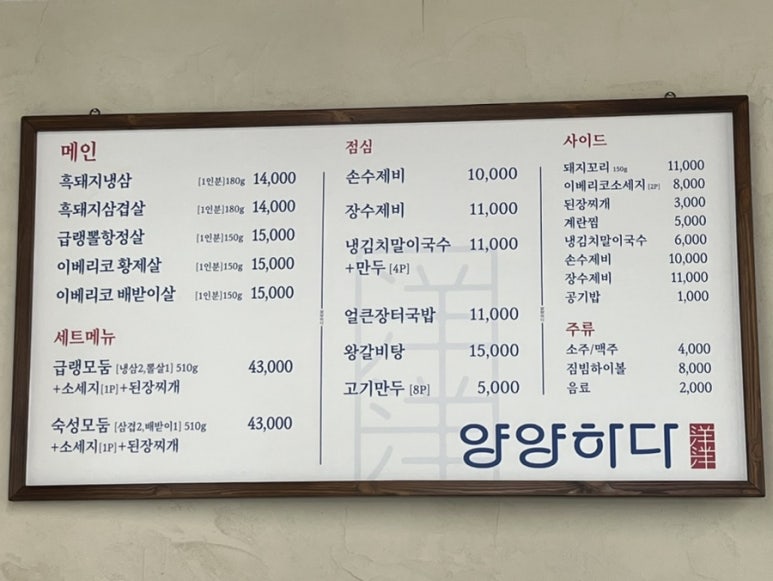 메인
흑돼지냉삼 [1인분]180g 14,000
흑돼지삼겹살 [1인분]180g 14,000
급랭뽈항정살 [1인분]150g 15,000
이베리코 황제살 [1인분]150g 15,000
이베리코 배받이살 [1인분]150g 15,000
세트메뉴
급랭모둠 [냉삼2,뽈살1] 510g 43,000
+소세지[1P]+된장찌개
숙성모둠 [삼겹2,배받이1] 510g 43,000
+소세지[1P]+된장찌개
점심
손수제비 10,000
장수제비 11,000
냉김치말이국수 11,000
+만두 [4P]
얼큰장터국밥 11,000
왕갈비탕 15,000
고기만두 [8P] 5,000
사이드
돼지꼬리 150g 11,000
이베리코소세지 [2P] 8,000
된장찌개 3,000
계란찜 5,000
냉김치말이국수 6,000
손수제비 10,000
장수제비 11,000
공기밥 1,000
주류
소주/맥주 4,000
짐빔하이볼 8,000
음료 2,000
양양하다 洋洋
洋洋